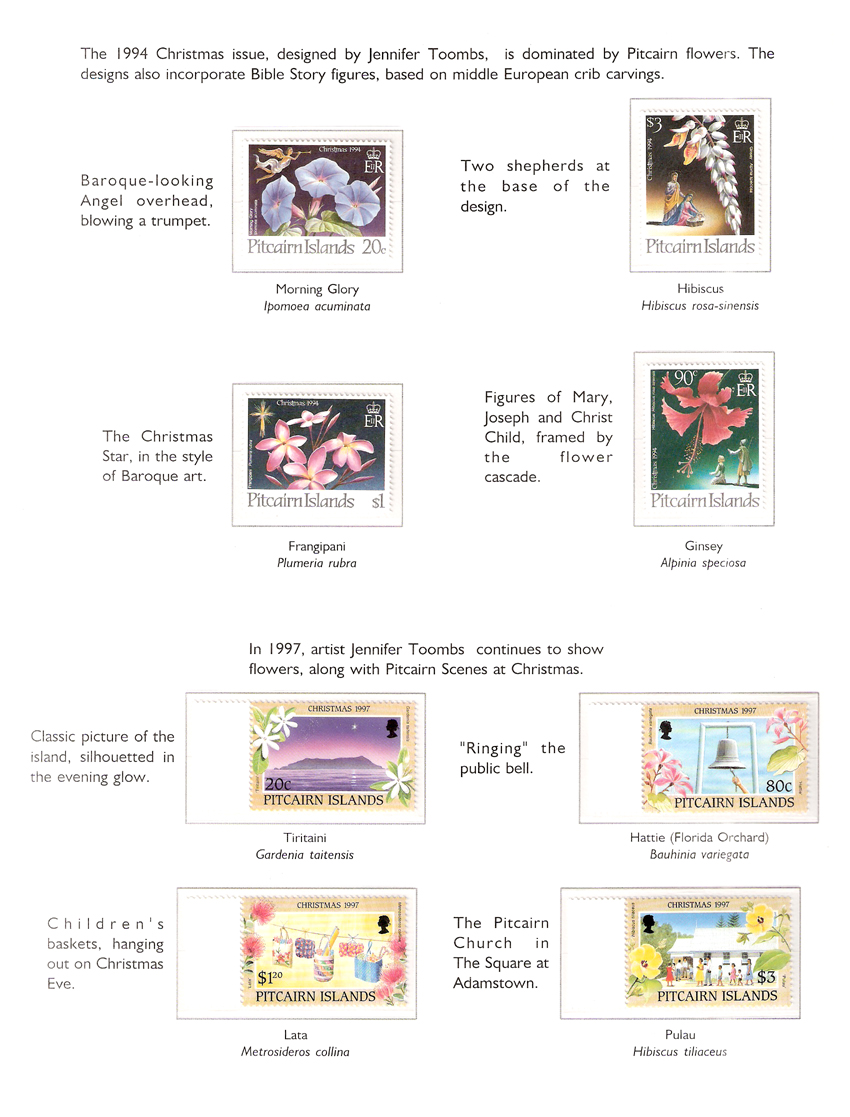 The 1994 Christmas issue, designed by Jennifer Toombs, is dominated by Pitcairn flowers. The
designs also incorporate Bible Story figures, based on middle European crib carvings.
Baroque-looking
Angel overhead,
blowing a trumpet.
Christmas 1994
EIIR
Pitcairn Islands 20c
Morning Glory
Ipomoea acuminata
Two shepherds at
the base of the
design.
$3
EIIR
Christmas 1994
Pitcairn Islands
Hibiscus
Hibiscus rosa-sinensis
The Christmas
Star, in the style
of Baroque art.
Christmas 1994
EIIR
Pitcairn Islands $1
Frangipani
Plumeria rubra
Figures of Mary,
Joseph and Christ
Child, framed by
the flower
cascade.
90c
EIIR
Christmas 1994
Pitcairn Islands
Ginsey
Alpinia speciosa
In 1997, artist Jennifer Toombs continues to show
flowers, along with Pitcairn Scenes at Christmas.
Classic picture of the
island, silhouetted in
the evening glow.
CHRISTMAS 1997
20c
PITCAIRN ISLANDS
Tiritaini
Gardenia taitensis
"Ringing" the
public bell.
CHRISTMAS 1997
Bauhinia variegata
80c
PITCAIRN ISLANDS
Hattie (Florida Orchard)
Bauhinia variegata
Children's
baskets, hanging
out on Christmas
Eve.
CHRISTMAS 1997
Lata
$120
PITCAIRN ISLANDS
Lata
Metrosideros collina
The Pitcairn
Church in
The Square at
Adamstown.
CHRISTMAS 1997
Hibiscus tiliaceus
Pulau
$3
PITCAIRN ISLANDS
Pulau
Hibiscus tiliaceus